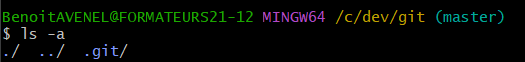 BenoitAVENEL@FORMATEURS21-12 MINGW64 /c/dev/git (master)
$ ls -a
./  ../  .git/